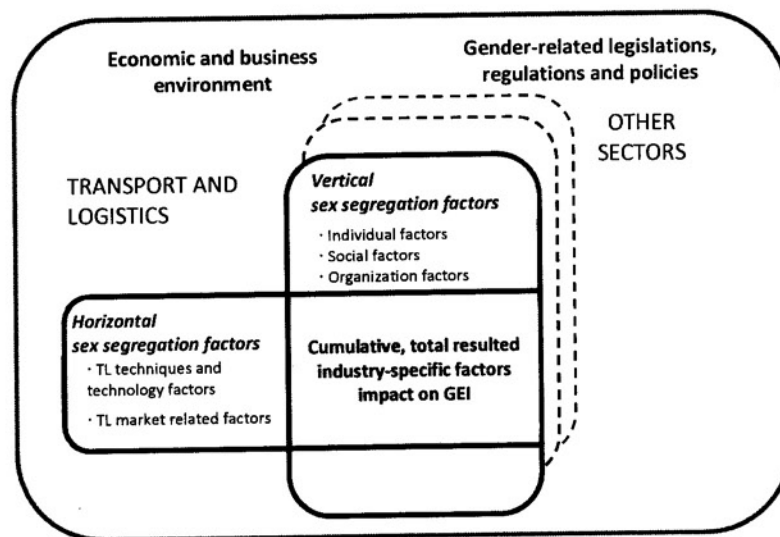 Economic and business
environment
Gender-related legislations,
regulations and policies
OTHER
SECTORS
TRANSPORT AND
LOGISTICS
Vertical
sex segregation factors
· Individual factors
· Social factors
· Organization factors
Horizontal
sex segregation factors
· TL techniques and
technology factors
· TL market related factors
Cumulative, total resulted
industry-specific factors
impact on GEI